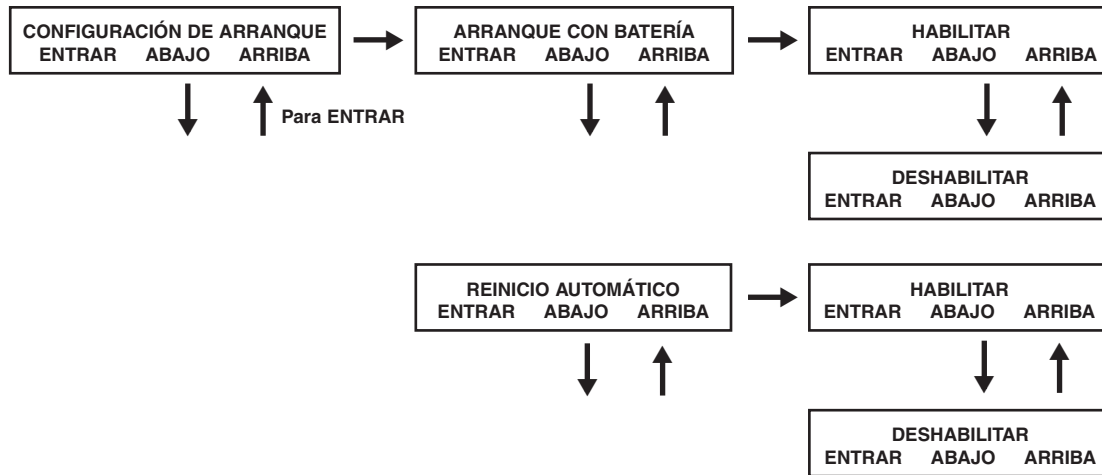 CONFIGURACIÓN DE ARRANQUE
ENTRAR ABAJO ARRIBA
ARRANQUE CON BATERÍA
ENTRAR ABAJO ARRIBA
HABILITAR
ENTRAR ABAJO ARRIBA
Para ENTRAR
DESHABILITAR
ENTRAR ABAJO ARRIBA
REINICIO AUTOMÁTICO
ENTRAR ABAJO ARRIBA
HABILITAR
ENTRAR ABAJO ARRIBA
DESHABILITAR
ENTRAR ABAJO ARRIBA